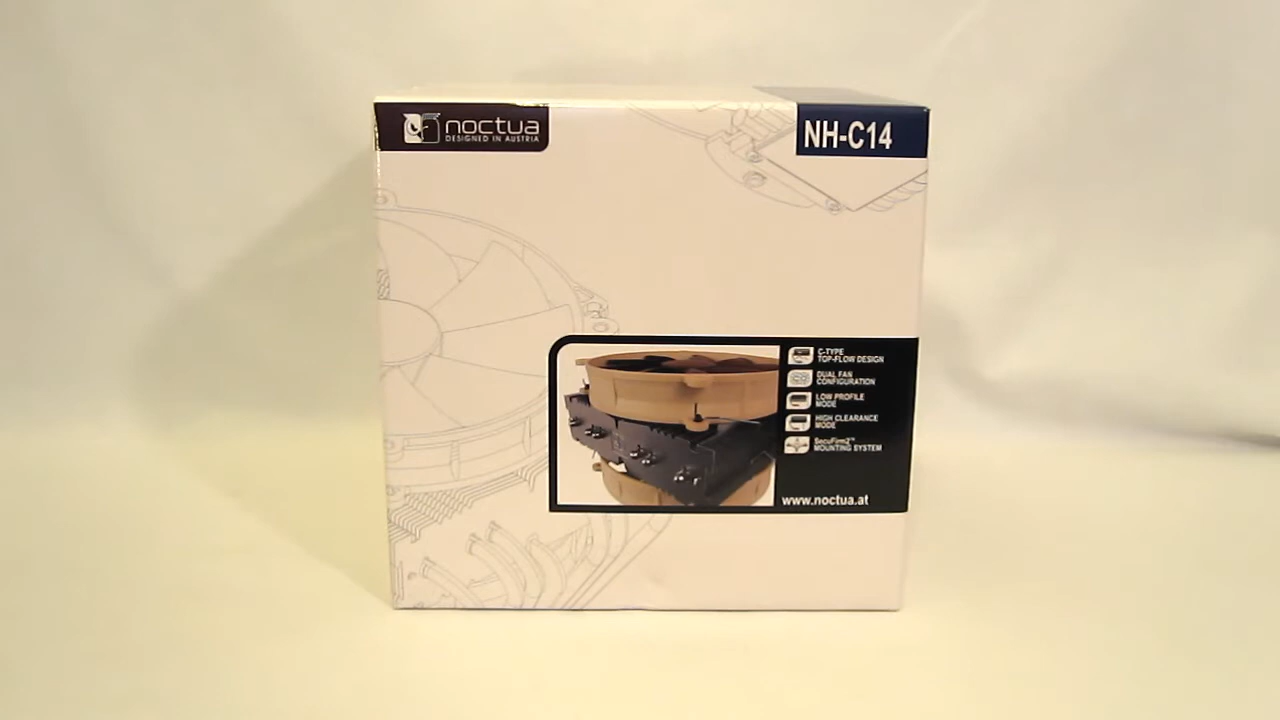 noctua
DESIGNED IN AUSTRIA
NH-C14
C-TYPE
TOP-FLOW DESIGN
DUAL FAN
CONFIGURATION
LOW PROFILE
MODE
HIGH CLEARANCE
MODE
SecuFirm2™
MOUNTING SYSTEM
www.noctua.at